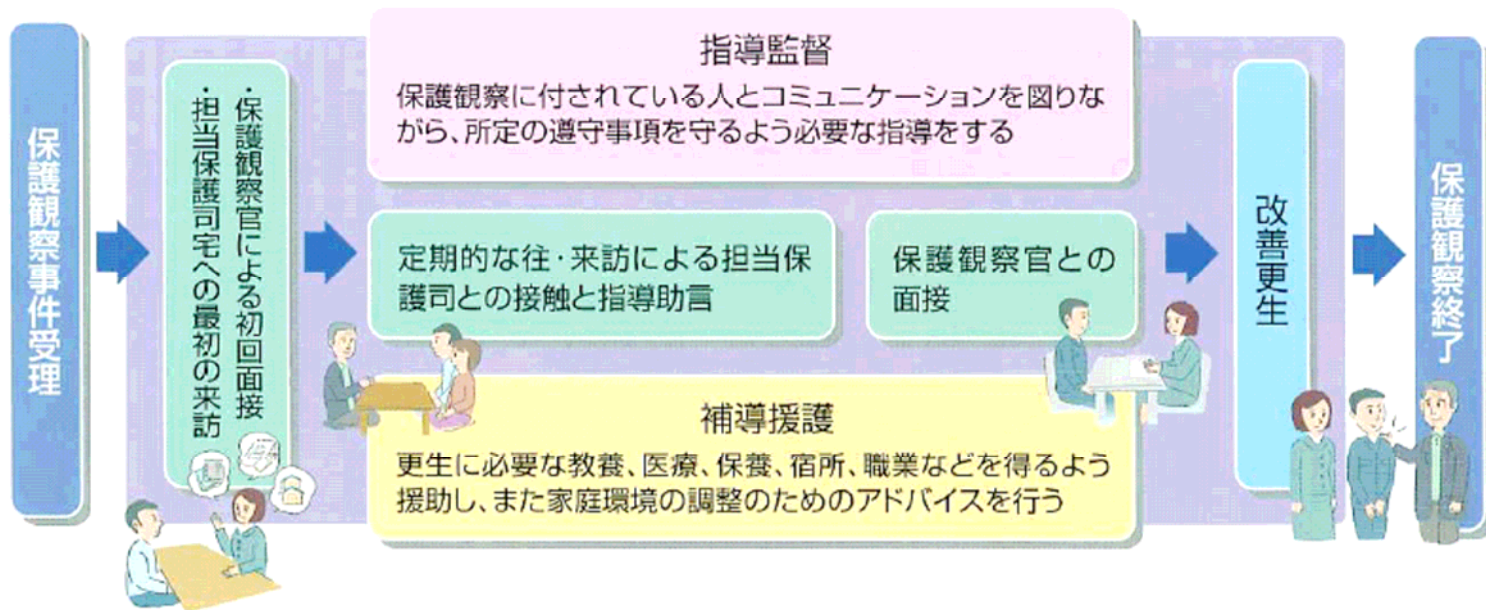 保護観察事件受理
・保護観察官による初回面接
・担当保護司宅への最初の来訪
指導監督
保護観察に付されている人とコミュニケーションを図りな
がら、所定の遵守事項を守るよう必要な指導をする
定期的な往・来訪による担当保
護司との接触と指導助言
保護観察官との
面接
補導援護
更生に必要な教養、医療、保養、宿所、職業などを得るよう
援助し、また家庭環境の調整のためのアドバイスを行う
改善更生
保護観察終了